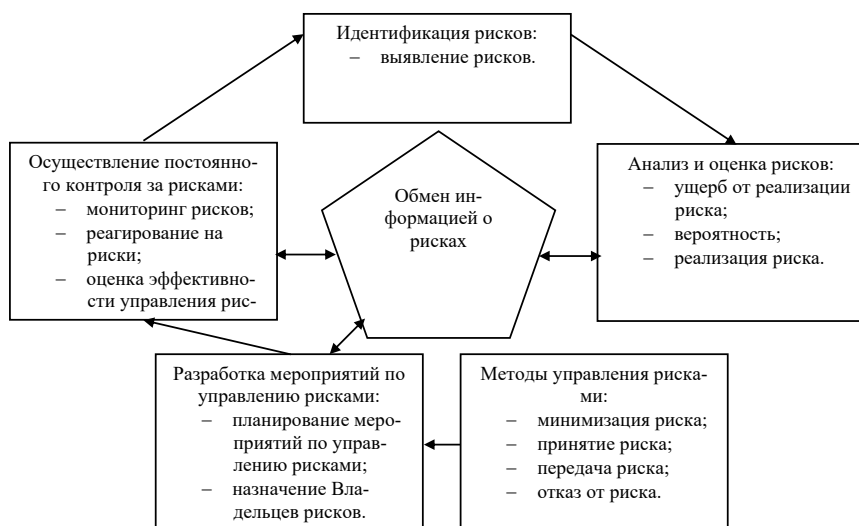 Идентификация рисков:
– выявление рисков.
Осуществление постоянно-
го контроля за рисками:
– мониторинг рисков;
– реагирование на
риски;
– оценка эффективно-
сти управления рис-
Обмен ин-
формацией о
рисках
Анализ и оценка рисков:
– ущерб от реализации
риска;
– вероятность;
– реализация риска.
Разработка мероприятий по
управлению рисками:
– планирование меро-
приятий по управ-
лению рисками;
– назначение Вла-
дельцев рисков.
Методы управления риска-
ми:
– минимизация риска;
– принятие риска;
– передача риска;
– отказ от риска.